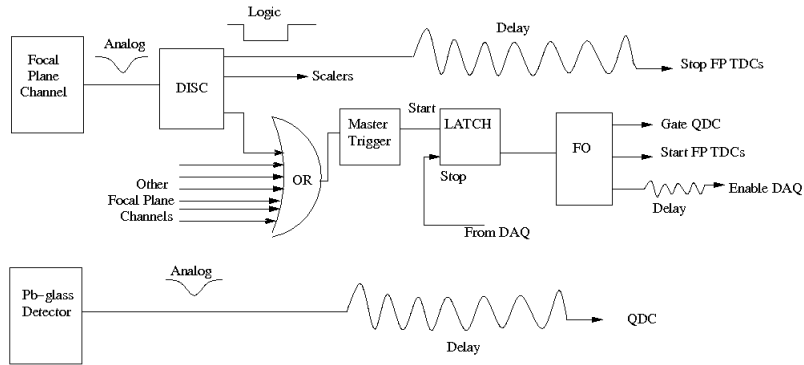 Logic
Analog
Delay
Focal
Plane
Channel
DISC
Stop FP TDCs
Scalers
Master
Trigger
Start
LATCH
Stop
From DAQ
FO
Gate QDC
Start FP TDCs
Enable DAQ
Delay
OR
Other
Focal Plane
Channels
Pb-glass
Detector
Analog
Delay
QDC